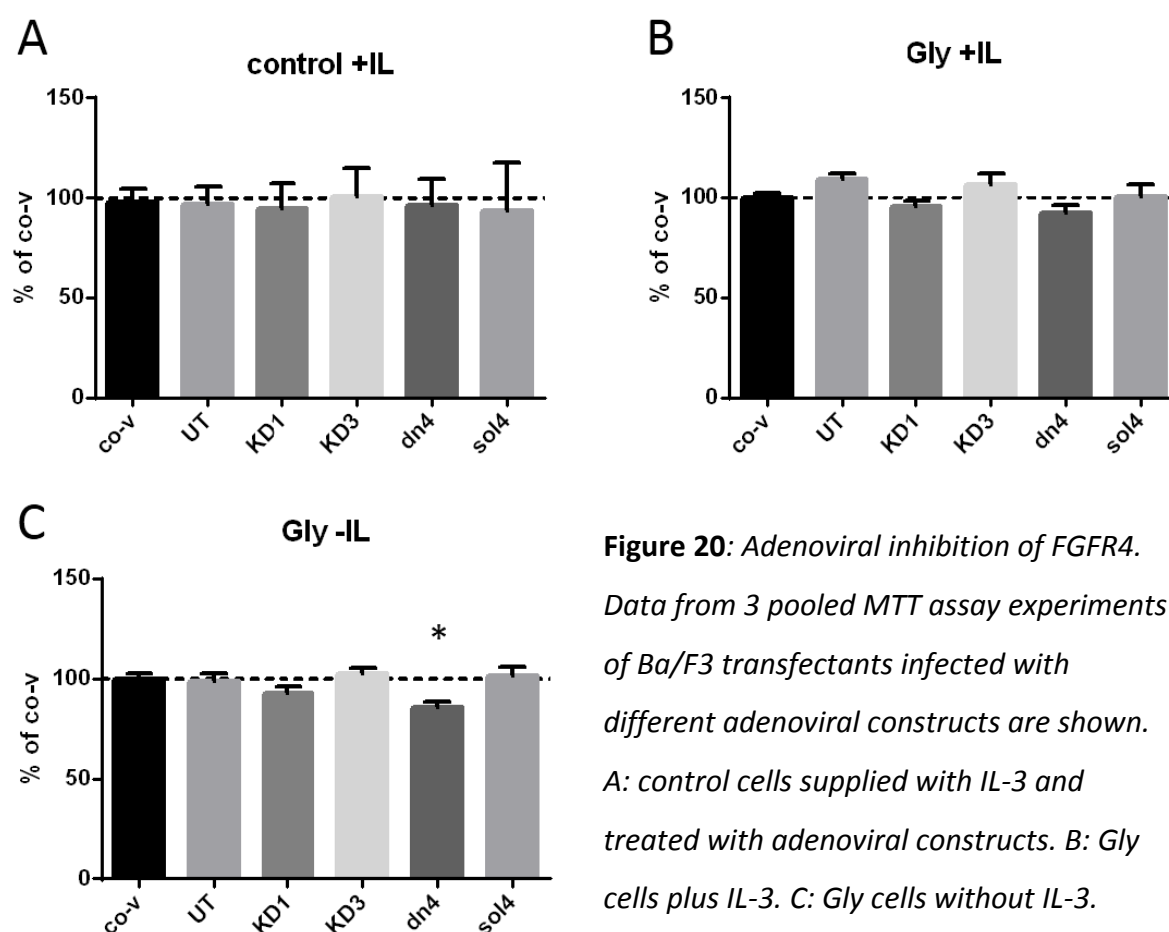 A
control +IL
150
100
50
0
% of co-v
co-v
UT
KD1
KD3
dn4
sol4
B
Gly +IL
150
100
50
0
% of co-v
co-v
UT
KD1
KD3
dn4
sol4
C
Gly -IL
150
100
50
0
% of co-v
*
co-v
UT
KD1
KD3
dn4
sol4
Figure 20: Adenoviral inhibition of FGFR4.
Data from 3 pooled MTT assay experiments
of Ba/F3 transfectants infected with
different adenoviral constructs are shown.
A: control cells supplied with IL-3 and
treated with adenoviral constructs. B: Gly
cells plus IL-3. C: Gly cells without IL-3.